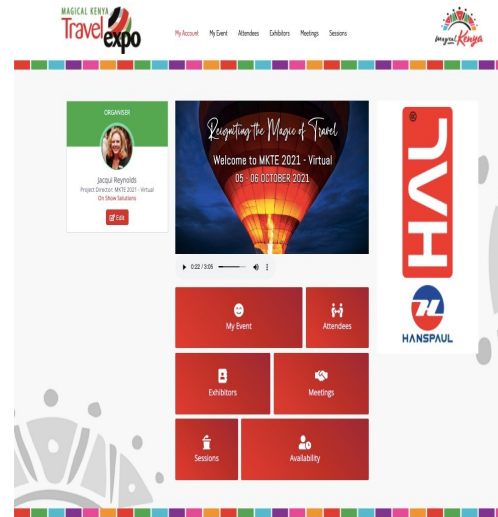 MAGICAL KENYA
Travel expo
My Account My Event Attendees Exhibitors Meetings Sessions
magical Kenya
ORGANISER
Jacqui Reynolds
Project Director: MKTE 2021 - Virtual
On Show Solutions
Edit
Reigniting the Magic of Travel
Welcome to MKTE 2021 - Virtual
05 - 06 OCTOBER 2021
0:22 / 3:05
My Event
Attendees
Exhibitors
Meetings
Sessions
Availability
®
HANSPAUL